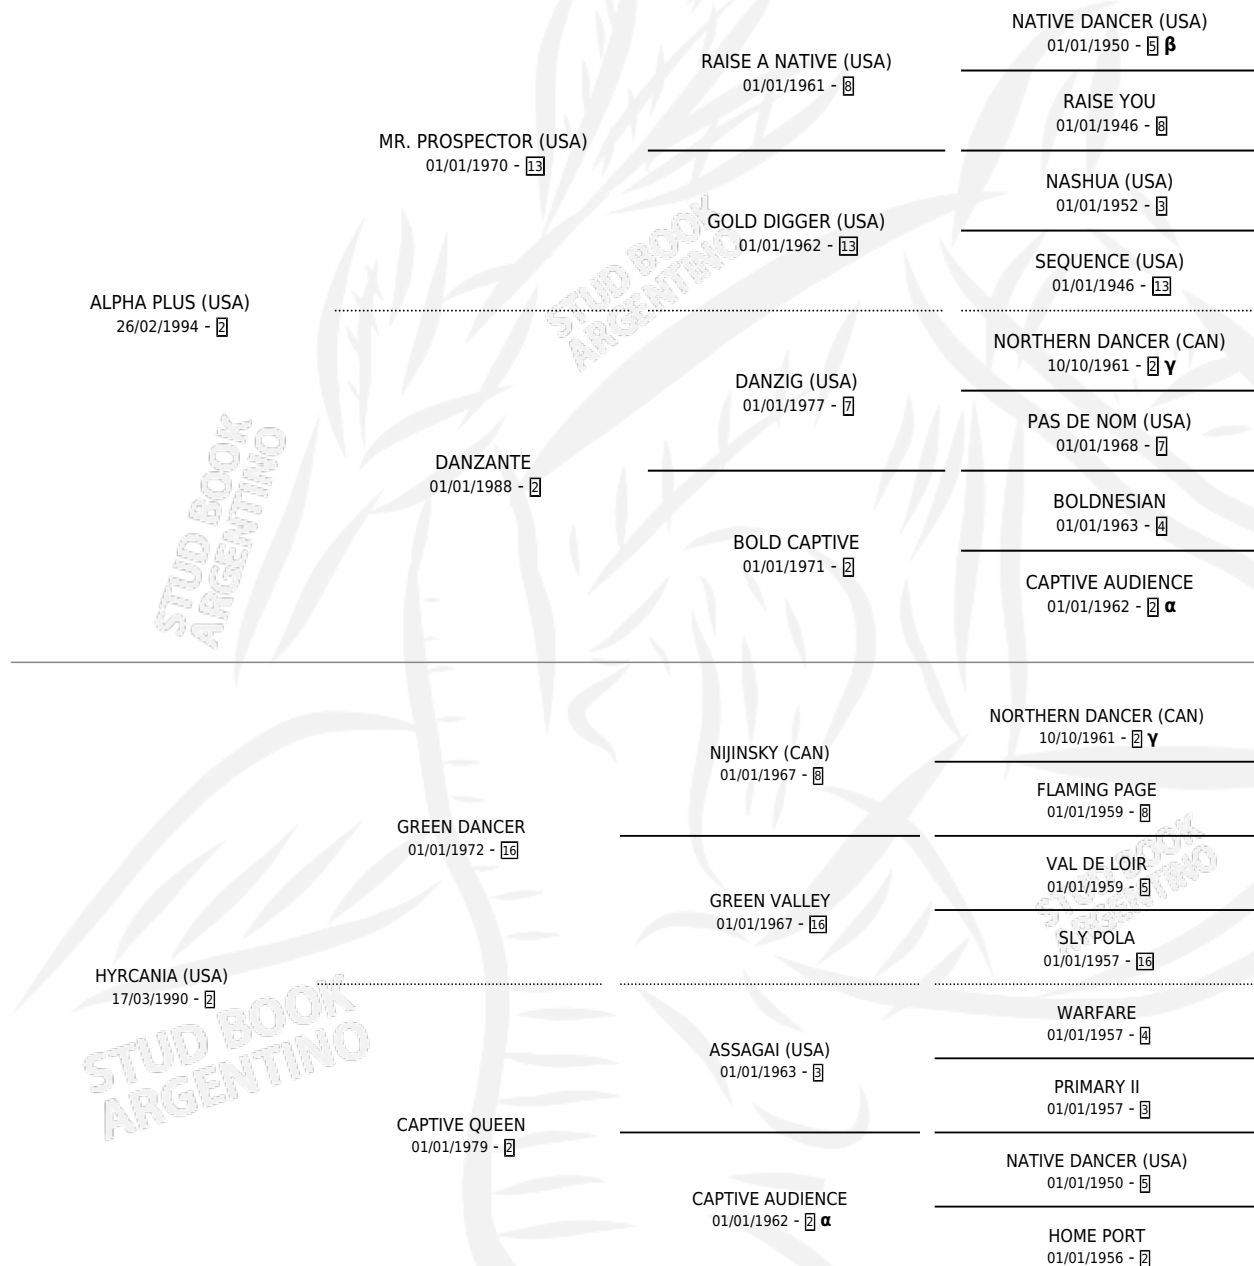 NATIVE DANCER (USA)
01/01/1950 - 5 β
RAISE A NATIVE (USA)
01/01/1961 - 8
RAISE YOU
01/01/1946 - 8
MR. PROSPECTOR (USA)
01/01/1970 - 13
NASHUA (USA)
01/01/1952 - 3
GOLD DIGGER (USA)
01/01/1962 - 13
SEQUENCE (USA)
01/01/1946 - 13
ALPHA PLUS (USA)
26/02/1994 - 2
NORTHERN DANCER (CAN)
10/10/1961 - 2 γ
DANZIG (USA)
01/01/1977 - 7
PAS DE NOM (USA)
01/01/1968 - 7
DANZANTE
01/01/1988 - 2
BOLDNESIAN
01/01/1963 - 4
BOLD CAPTIVE
01/01/1971 - 2
CAPTIVE AUDIENCE
01/01/1962 - 2 α
NORTHERN DANCER (CAN)
10/10/1961 - 2 γ
NIJINSKY (CAN)
01/01/1967 - 8
FLAMING PAGE
01/01/1959 - 8
GREEN DANCER
01/01/1972 - 16
VAL DE LOIR
01/01/1959 - 5
GREEN VALLEY
01/01/1967 - 16
SLY POLA
01/01/1957 - 16
HYRCANIA (USA)
17/03/1990 - 2
WARFARE
01/01/1957 - 4
ASSAGAI (USA)
01/01/1963 - 3
PRIMARY II
01/01/1957 - 3
CAPTIVE QUEEN
01/01/1979 - 2
NATIVE DANCER (USA)
01/01/1950 - 5
CAPTIVE AUDIENCE
01/01/1962 - 2 α
HOME PORT
01/01/1956 - 2
STUD BOOK
ARGENTINO
STUD BOOK
ARGENTINO
STUD BOOK
ARGENTINO
STUD BOOK
ARGENTINO